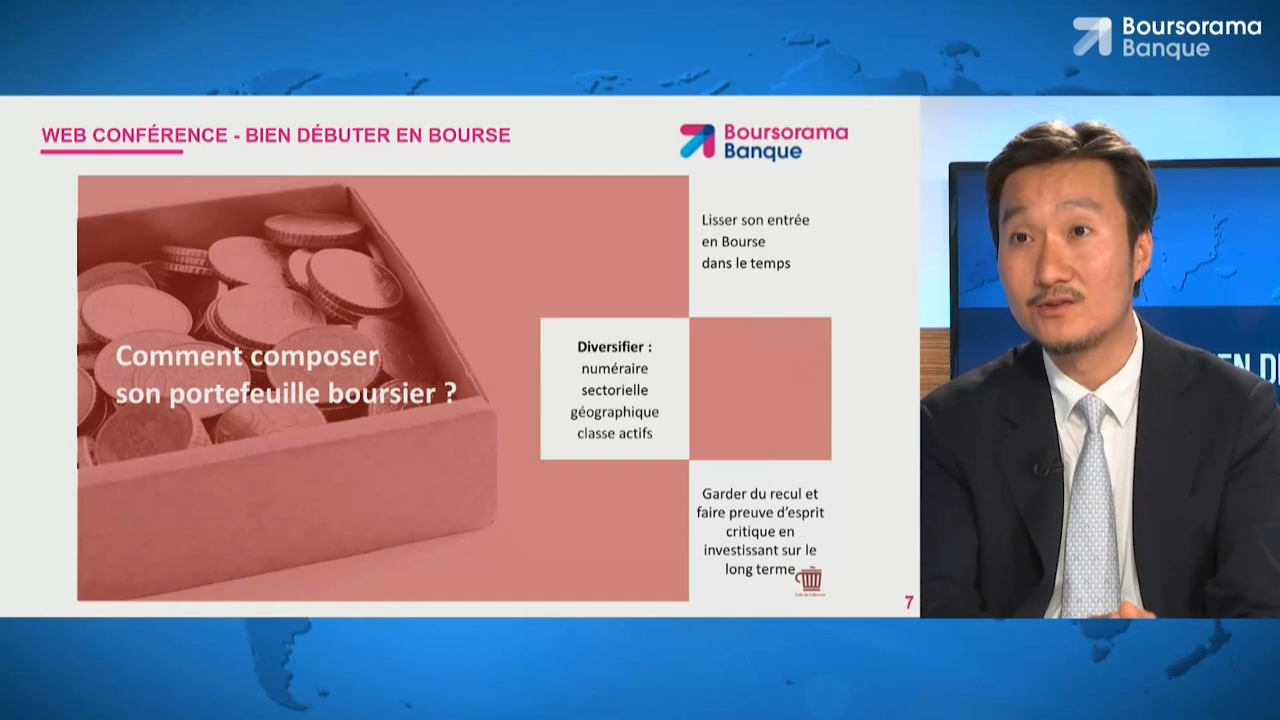 Boursorama
Banque
WEB CONFÉRENCE - BIEN DÉBUTER EN BOURSE
Boursorama
Banque
Lisser son entrée
en Bourse
dans le temps
Comment composer
son portefeuille boursier ?
Diversifier :
numéraire
sectorielle
géographique
classe actifs
Garder du recul et
faire preuve d'esprit
critique en
investissant sur le
long terme
7
EN D